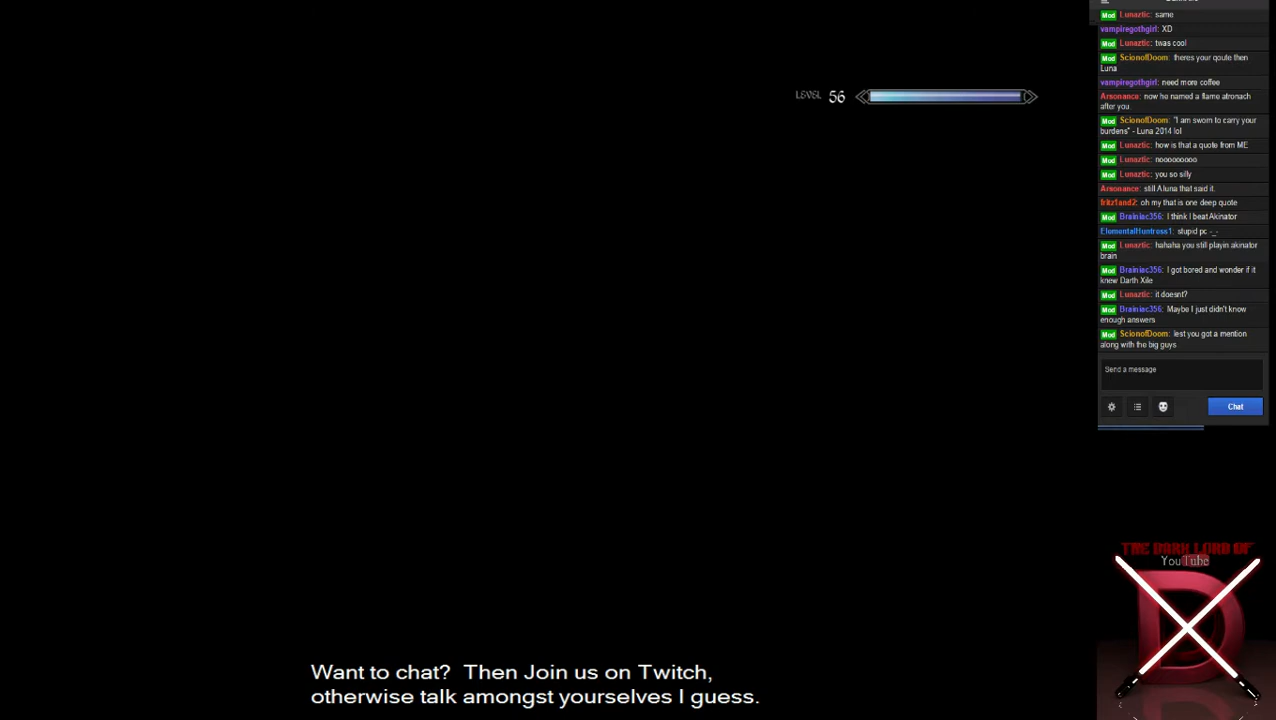 LEVEL 56
Mod Lunaztic: same
vampiregothgirl: XD
Mod Lunaztic: twas cool
Mod ScionofDoom: theres your qoute then
Luna
vampiregothgirl: need more coffee
Arsonance: now he named a flame atronach
after you
Mod ScionofDoom: "I am sworn to carry your
burdens" - Luna 2014 lol
Mod Lunaztic: how is that a quote from ME
Mod Lunaztic: nooooooooo
Mod Lunaztic: you so silly
Arsonance: still A luna that said it.
fritz1and2: oh my that is one deep quote
Mod Brainiac356: I think I beat Akinator
ElementalHuntress1: stupid pc -_-
Mod Lunaztic: hahaha you still playin akinator
brain
Mod Brainiac356: I got bored and wonder if it
knew Darth Xile
Mod Lunaztic: it doesnt?
Mod Brainiac356: Maybe I just didn't know
enough answers
Mod ScionofDoom: lest you got a mention
along with the big guys
Send a message
Chat
THE DARK LORD OF
YouTube
D
Want to chat? Then Join us on Twitch,
otherwise talk amongst yourselves I guess.